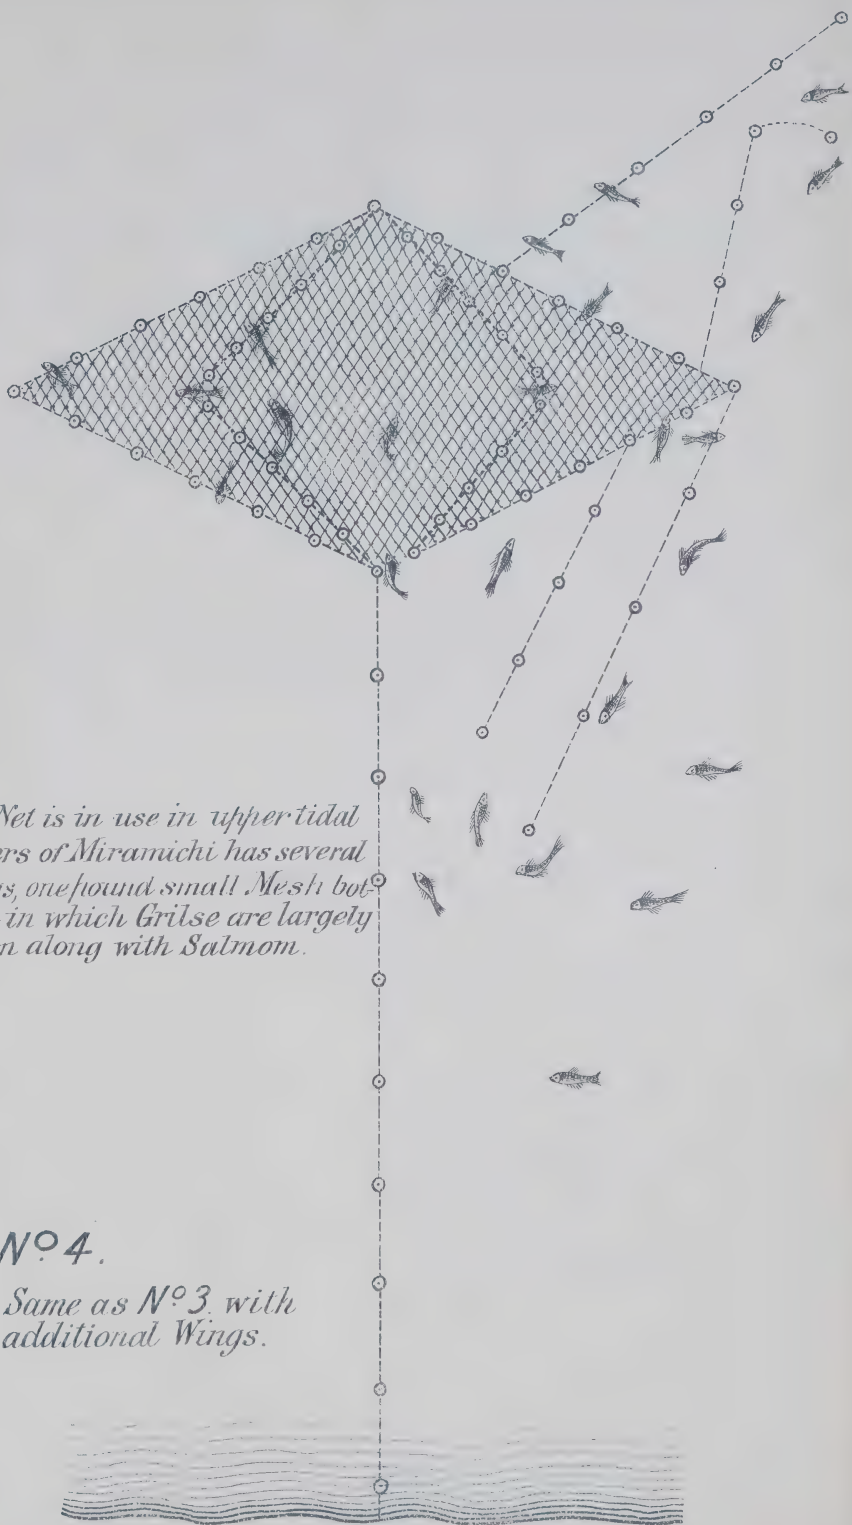 Net is in use in upper tidal
ers of Miramichi has several
s, one pound small Mesh bot-
in which Grilse are largely
n along with Salmom.
Nº 4.
Same as Nº 3. with
additional Wings.